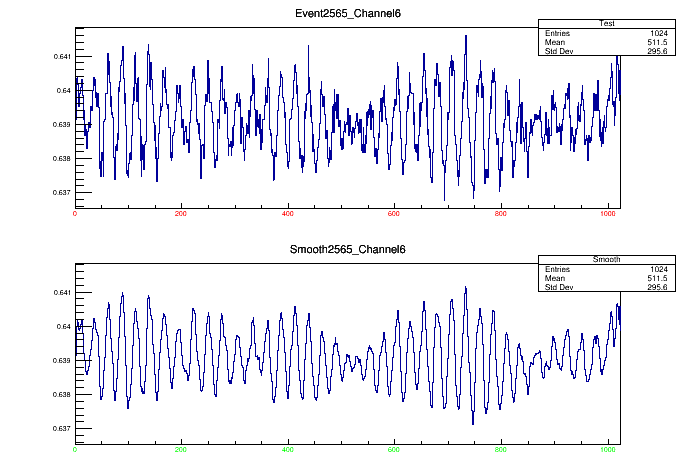 Event2565_Channel6
Test
Entries 1024
Mean 511.5
Std Dev 295.6
0.641
0.64
0.639
0.638
0.637
0 200 400 600 800 1000
Smooth2565_Channel6
Smooth
Entries 1024
Mean 511.5
Std Dev 295.6
0.641
0.64
0.639
0.638
0.637
0 200 400 600 800 1000